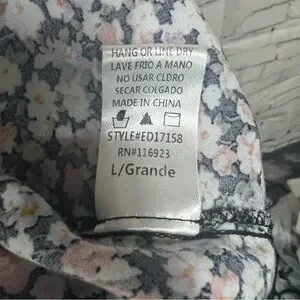 HANG OR LINE DRY
LAVE FRIO A MANO
NO USAR CLDRO
SECAR COLGADO
MADE IN CHINA
STYLE#ED17158
RN#116923
L/Grande